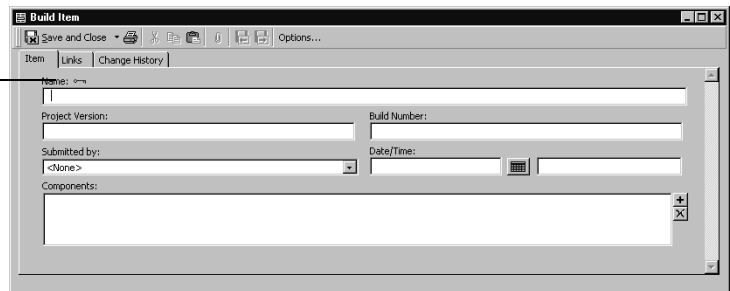 Build Item
Save and Close Options...
Item Links Change History
Name:
Project Version: Build Number:
Submitted by: Date/Time:
<None>
Components: